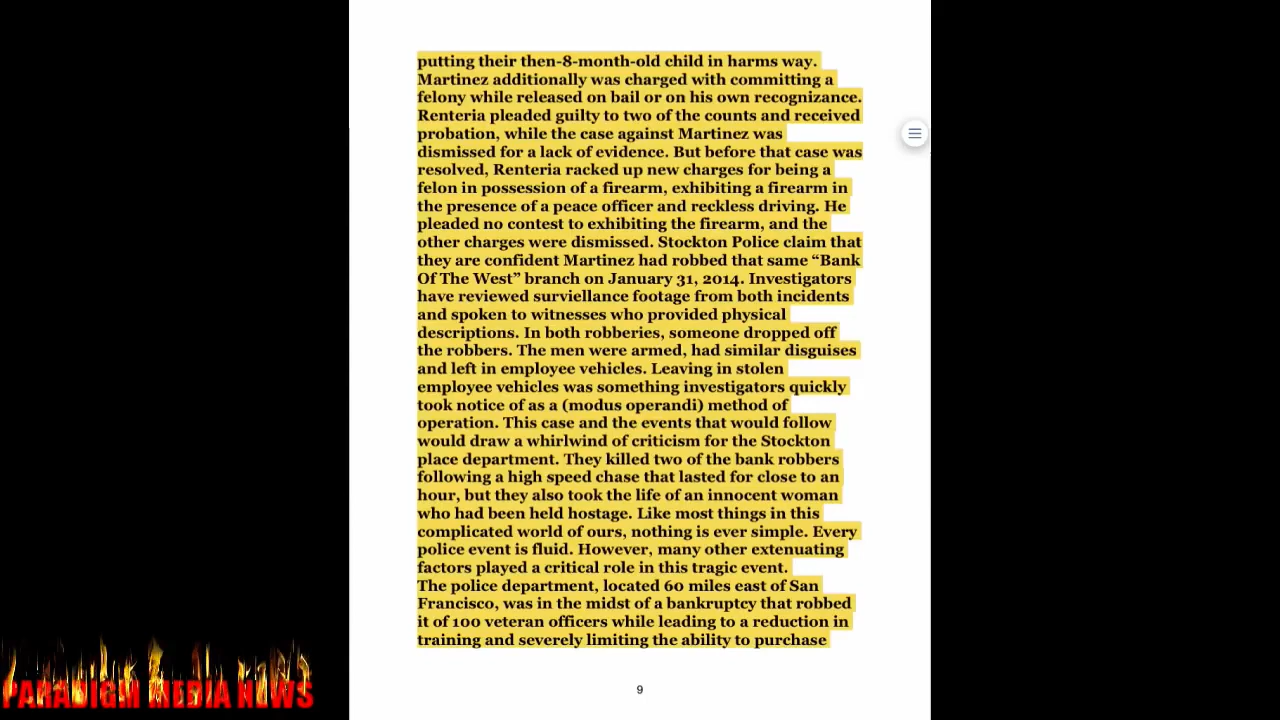 putting their then-8-month-old child in harms way.
Martinez additionally was charged with committing a
felony while released on bail or on his own recognizance.
Renteria pleaded guilty to two of the counts and received
probation, while the case against Martinez was
dismissed for a lack of evidence. But before that case was
resolved, Renteria racked up new charges for being a
felon in possession of a firearm, exhibiting a firearm in
the presence of a peace officer and reckless driving. He
pleaded no contest to exhibiting the firearm, and the
other charges were dismissed. Stockton Police claim that
they are confident Martinez had robbed that same “Bank
Of The West” branch on January 31, 2014. Investigators
have reviewed surviellance footage from both incidents
and spoken to witnesses who provided physical
descriptions. In both robberies, someone dropped off
the robbers. The men were armed, had similar disguises
and left in employee vehicles. Leaving in stolen
employee vehicles was something investigators quickly
took notice of as a (modus operandi) method of
operation. This case and the events that would follow
would draw a whirlwind of criticism for the Stockton
place department. They killed two of the bank robbers
following a high speed chase that lasted for close to an
hour, but they also took the life of an innocent woman
who had been held hostage. Like most things in this
complicated world of ours, nothing is ever simple. Every
police event is fluid. However, many other extenuating
factors played a critical role in this tragic event.
The police department, located 60 miles east of San
Francisco, was in the midst of a bankruptcy that robbed
it of 100 veteran officers while leading to a reduction in
training and severely limiting the ability to purchase
9
PARADIGM MEDIA NEWS